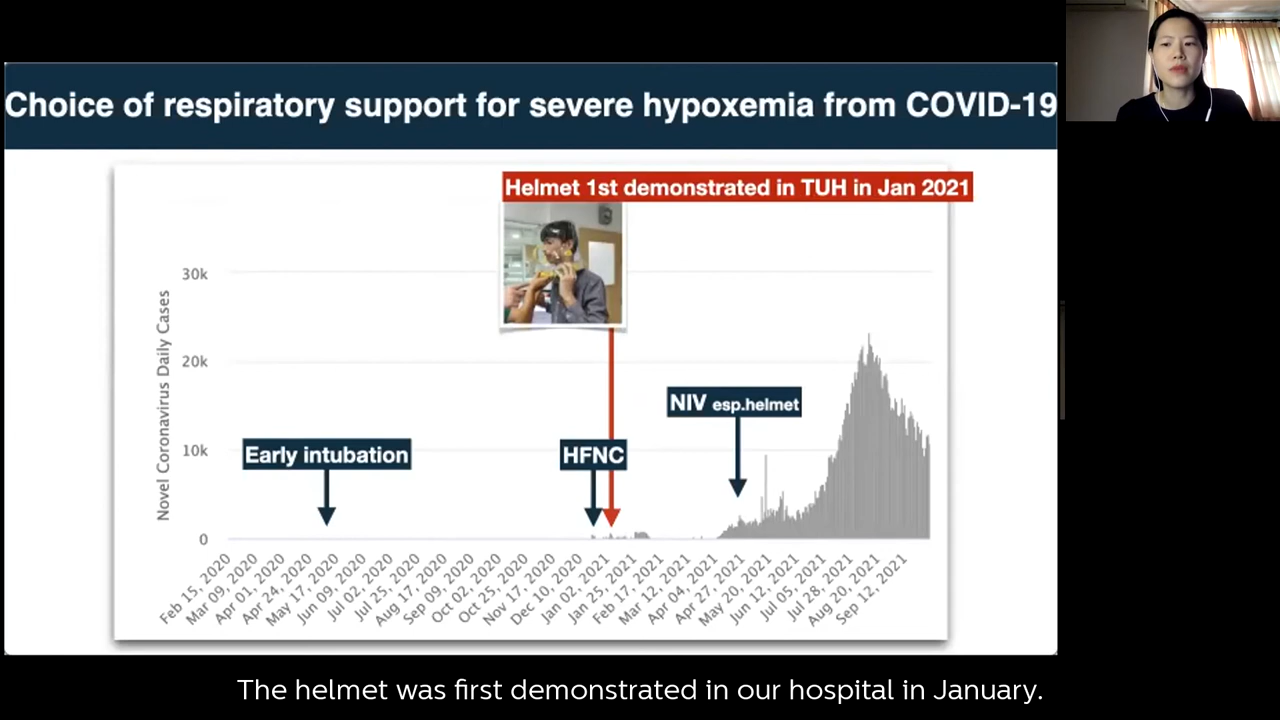 Choice of respiratory support for severe hypoxemia from COVID-19
Helmet 1st demonstrated in TUH in Jan 2021
Novel Coronavirus Daily Cases
30k
20k
10k
0
NIV esp.helmet
Early intubation
HFNC
Feb 15, 2020
Mar 09, 2020
Apr 01, 2020
Apr 24, 2020
May 17, 2020
Jun 09, 2020
Jul 02, 2020
Jul 25, 2020
Aug 17, 2020
Sep 09, 2020
Oct 02, 2020
Oct 25, 2020
Nov 17, 2020
Dec 10, 2020
Jan 02, 2021
Jan 25, 2021
Feb 17, 2021
Mar 12, 2021
Apr 04, 2021
Apr 27, 2021
May 20, 2021
Jun 12, 2021
Jul 05, 2021
Jul 28, 2021
Aug 20, 2021
Sep 12, 2021
The helmet was first demonstrated in our hospital in January.